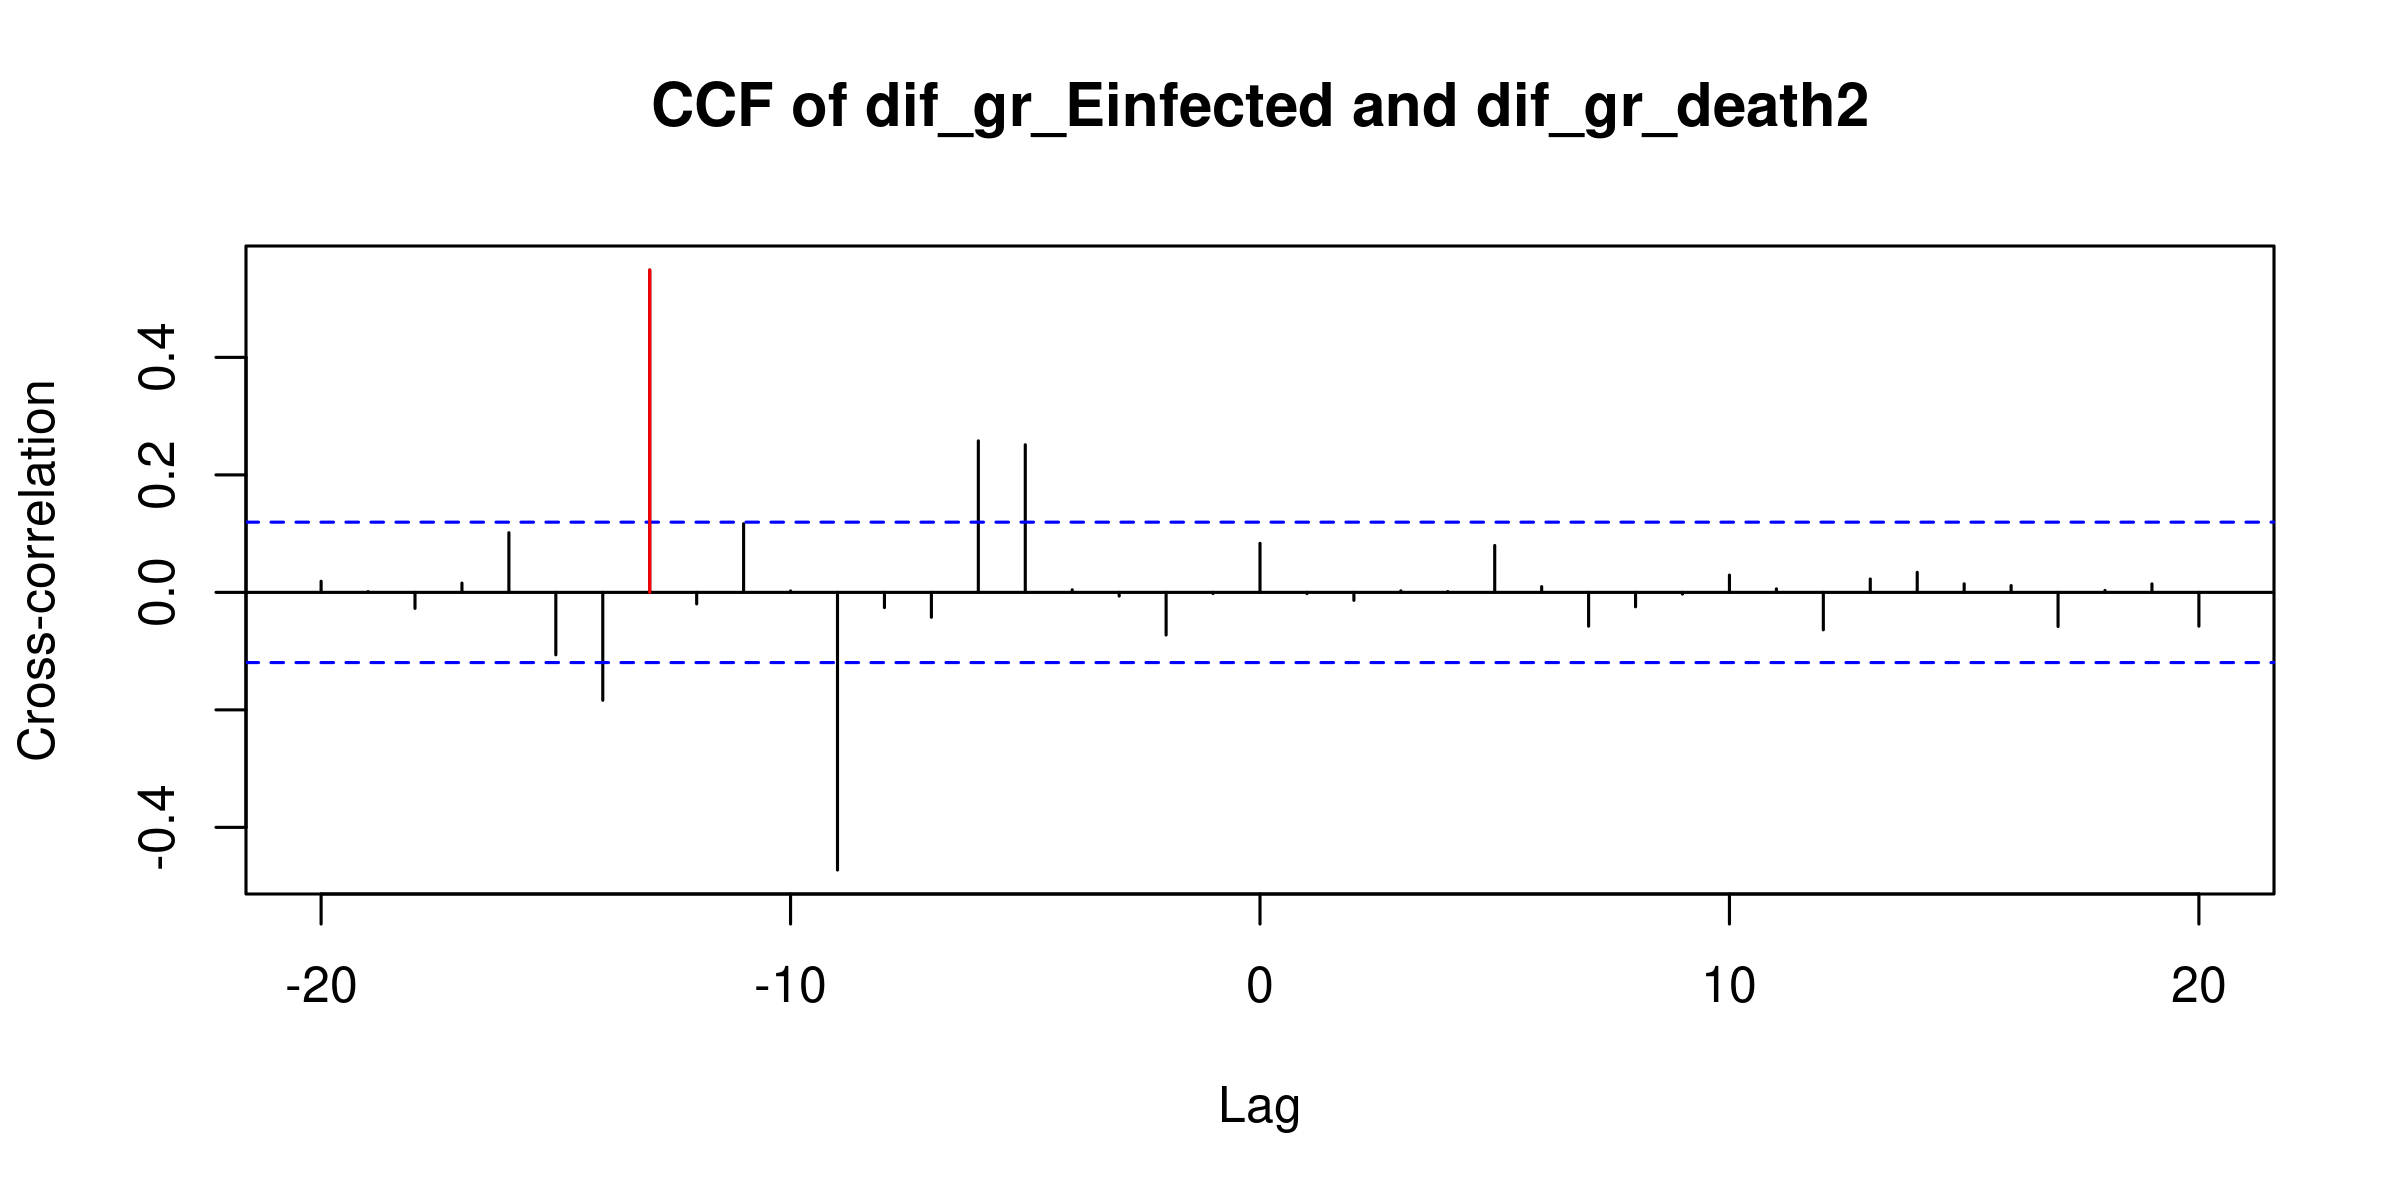 CCF of dif_gr_Einfected and dif_gr_death2
Cross-correlation
0.4
0.2
0.0
-0.4
-20 -10 0 10 20
Lag